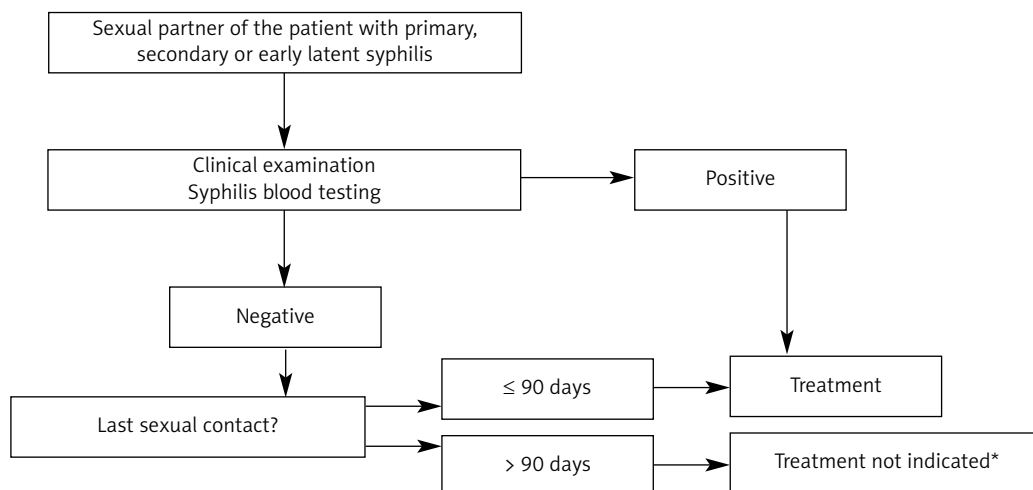 Sexual partner of the patient with primary,
secondary or early latent syphilis
Clinical examination
Syphilis blood testing
Positive
Negative
Last sexual contact?
≤ 90 days
Treatment
> 90 days
Treatment not indicated*